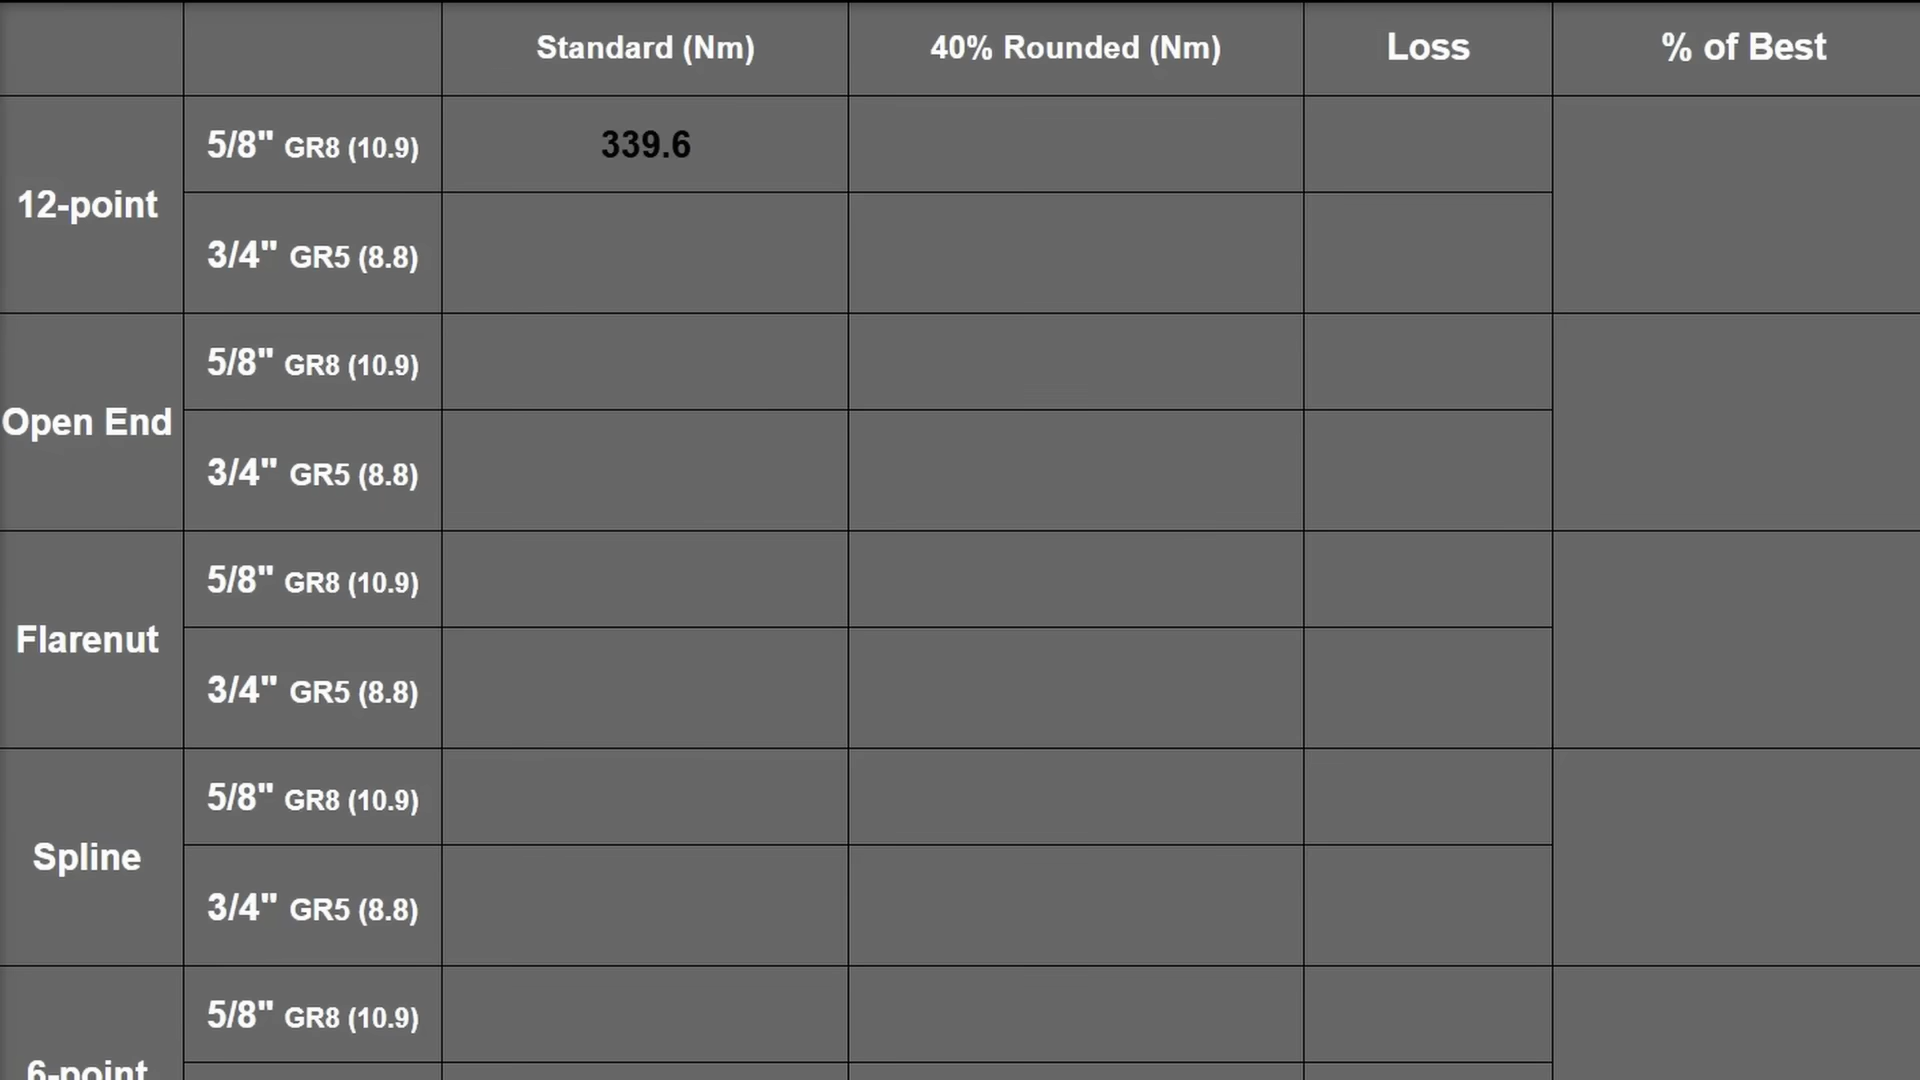 Standard (Nm) 40% Rounded (Nm) Loss % of Best
12-point
5/8" GR8 (10.9) 339.6
3/4" GR5 (8.8)
Open End
5/8" GR8 (10.9)
3/4" GR5 (8.8)
Flarenut
5/8" GR8 (10.9)
3/4" GR5 (8.8)
Spline
5/8" GR8 (10.9)
3/4" GR5 (8.8)
6-point
5/8" GR8 (10.9)